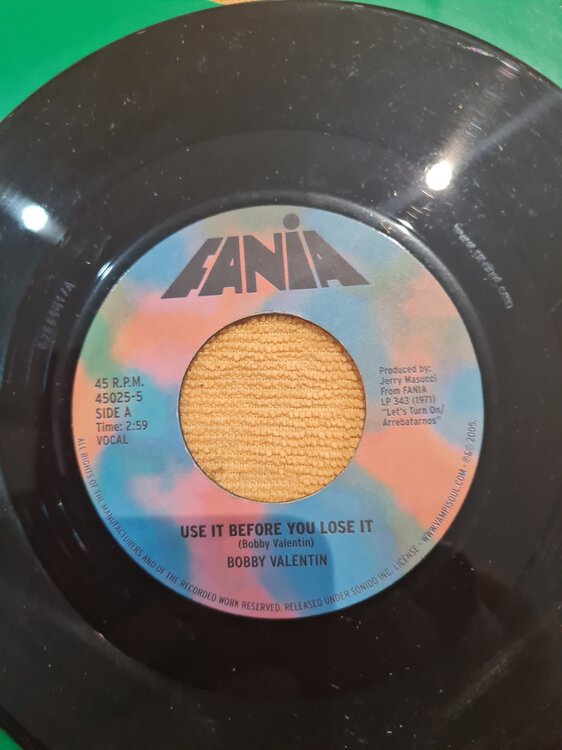 FANIA
45 R.P.M.
45025-5
SIDE A
Time: 2:59
VOCAL
Produced by:
Jerry Masucci
From FANIA
LP 343 (1971)
"Let's Turn On/
Arrebatarnos"
USE IT BEFORE YOU LOSE IT
(Bobby Valentin)
BOBBY VALENTIN
ALL RIGHTS OF THE MANUFACTURERS AND OF THE RECORDED WORK RESERVED. RELEASED UNDER SONIDO INC. LICENSE - WWW.VAMPISOUL.COM - ℗© 2005.